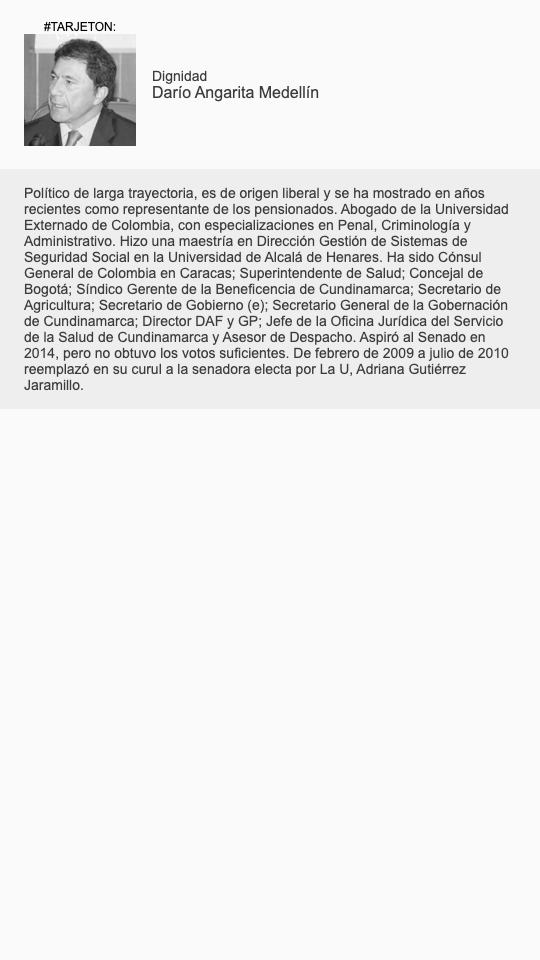 #TARJETON:
Dignidad
Darío Angarita Medellín
Político de larga trayectoria, es de origen liberal y se ha mostrado en años
recientes como representante de los pensionados. Abogado de la Universidad
Externado de Colombia, con especializaciones en Penal, Criminología y
Administrativo. Hizo una maestría en Dirección Gestión de Sistemas de
Seguridad Social en la Universidad de Alcalá de Henares. Ha sido Cónsul
General de Colombia en Caracas; Superintendente de Salud; Concejal de
Bogotá; Síndico Gerente de la Beneficencia de Cundinamarca; Secretario de
Agricultura; Secretario de Gobierno (e); Secretario General de la Gobernación
de Cundinamarca; Director DAF y GP; Jefe de la Oficina Jurídica del Servicio
de la Salud de Cundinamarca y Asesor de Despacho. Aspiró al Senado en
2014, pero no obtuvo los votos suficientes. De febrero de 2009 a julio de 2010
reemplazó en su curul a la senadora electa por La U, Adriana Gutiérrez
Jaramillo.